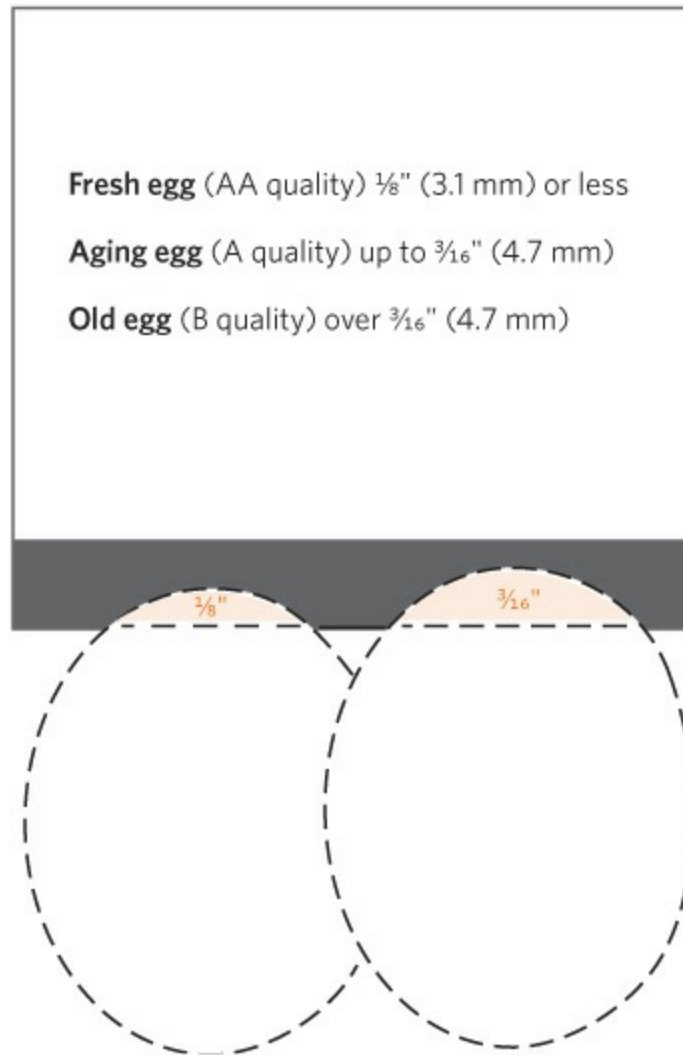 Fresh egg (AA quality) ⅛" (3.1 mm) or less
Aging egg (A quality) up to 3⁄16" (4.7 mm)
Old egg (B quality) over 3⁄16" (4.7 mm)
⅛"
3⁄16"